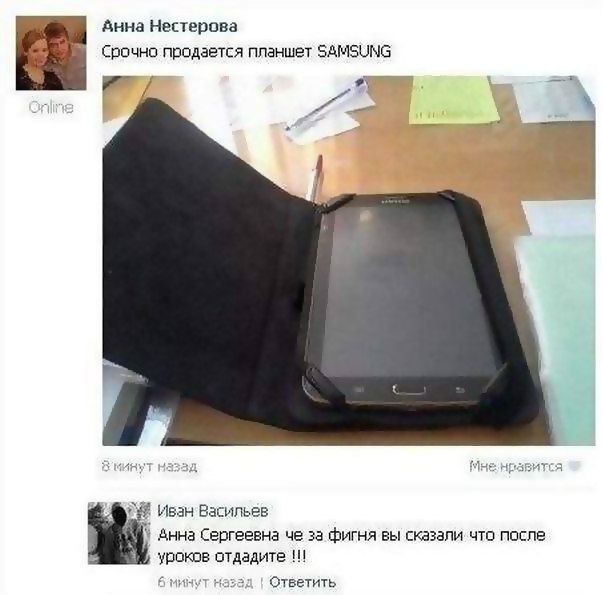 Анна Нестерова
Срочно продается планшет SAMSUNG
Online
SAMSUNG
8 минут назад
Мне нравится
Иван Васильев
Анна Сергеевна че за фигня вы сказали что после
уроков отдадите !!!
6 минут назад | Ответить